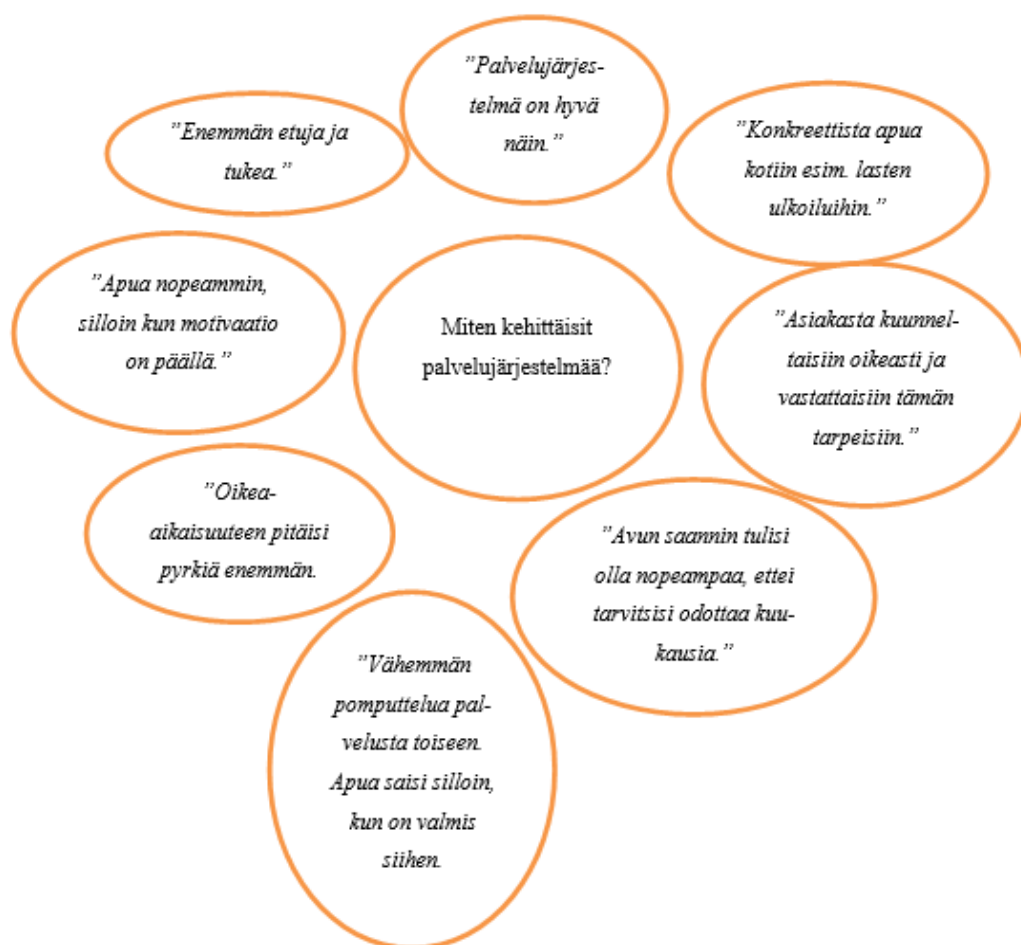 ”Palvelujärjes-
telmä on hyvä
näin.”
”Enemmän etuja ja
tukea.”
”Konkreettista apua
kotiin esim. lasten
ulkoiluihin.”
”Apua nopeammin,
silloin kun motivaatio
on päällä.”
Miten kehittäisit
palvelujärjestelmää?
”Asiakasta kuunnel-
taisiin oikeasti ja
vastattaisiin tämän
tarpeisiin.”
”Oikea-
aikaisuuteen pitäisi
pyrkiä enemmän.
”Avun saannin tulisi
olla nopeampaa, ettei
tarvitsisi odottaa kuu-
kausia.”
”Vähemmän
pomputtelua pal-
velusta toiseen.
Apua saisi silloin,
kun on valmis
siihen.